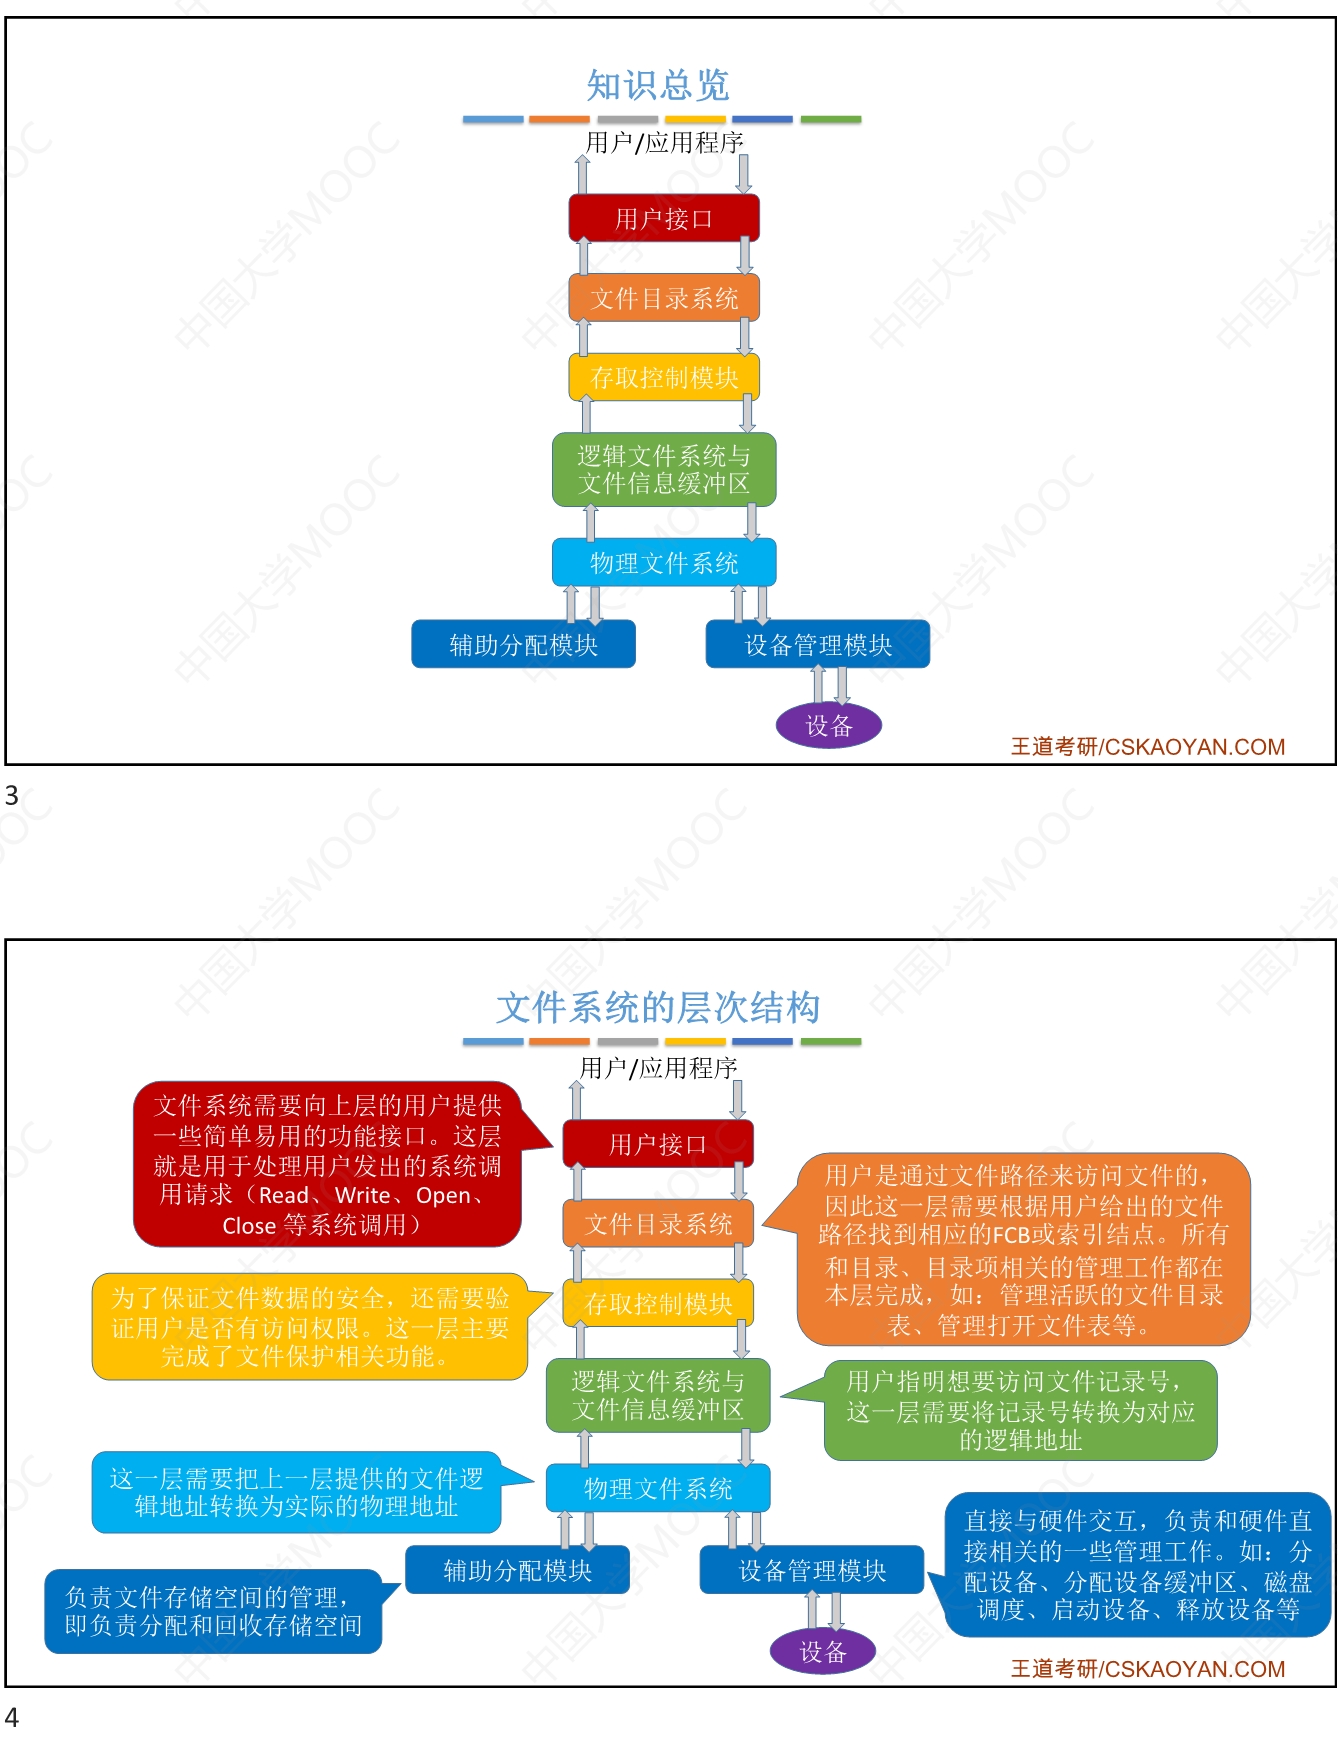 知识总览
用户/应用程序
用户接口
文件目录系统
存取控制模块
逻辑文件系统与
文件信息缓冲区
物理文件系统
辅助分配模块
设备管理模块
设备
王道考研/CSKAOYAN.COM
3
文件系统的层次结构
用户/应用程序
文件系统需要向上层的用户提供
一些简单易用的功能接口。这层
就是用于处理用户发出的系统调
用请求（Read、Write、Open、
Close 等系统调用）
用户接口
用户是通过文件路径来访问文件的，
因此这一层需要根据用户给出的文件
路径找到相应的FCB或索引结点。所有
和目录、目录项相关的管理工作都在
本层完成，如：管理活跃的文件目录
表、管理打开文件表等。
文件目录系统
为了保证文件数据的安全，还需要验
证用户是否有访问权限。这一层主要
完成了文件保护相关功能。
存取控制模块
逻辑文件系统与
文件信息缓冲区
用户指明想要访问文件记录号，
这一层需要将记录号转换为对应
的逻辑地址
这一层需要把上一层提供的文件逻
辑地址转换为实际的物理地址
物理文件系统
直接与硬件交互，负责和硬件直
接相关的一些管理工作。如：分
配设备、分配设备缓冲区、磁盘
调度、启动设备、释放设备等
辅助分配模块
设备管理模块
负责文件存储空间的管理，
即负责分配和回收存储空间
设备
王道考研/CSKAOYAN.COM
4
中国大学MOOC